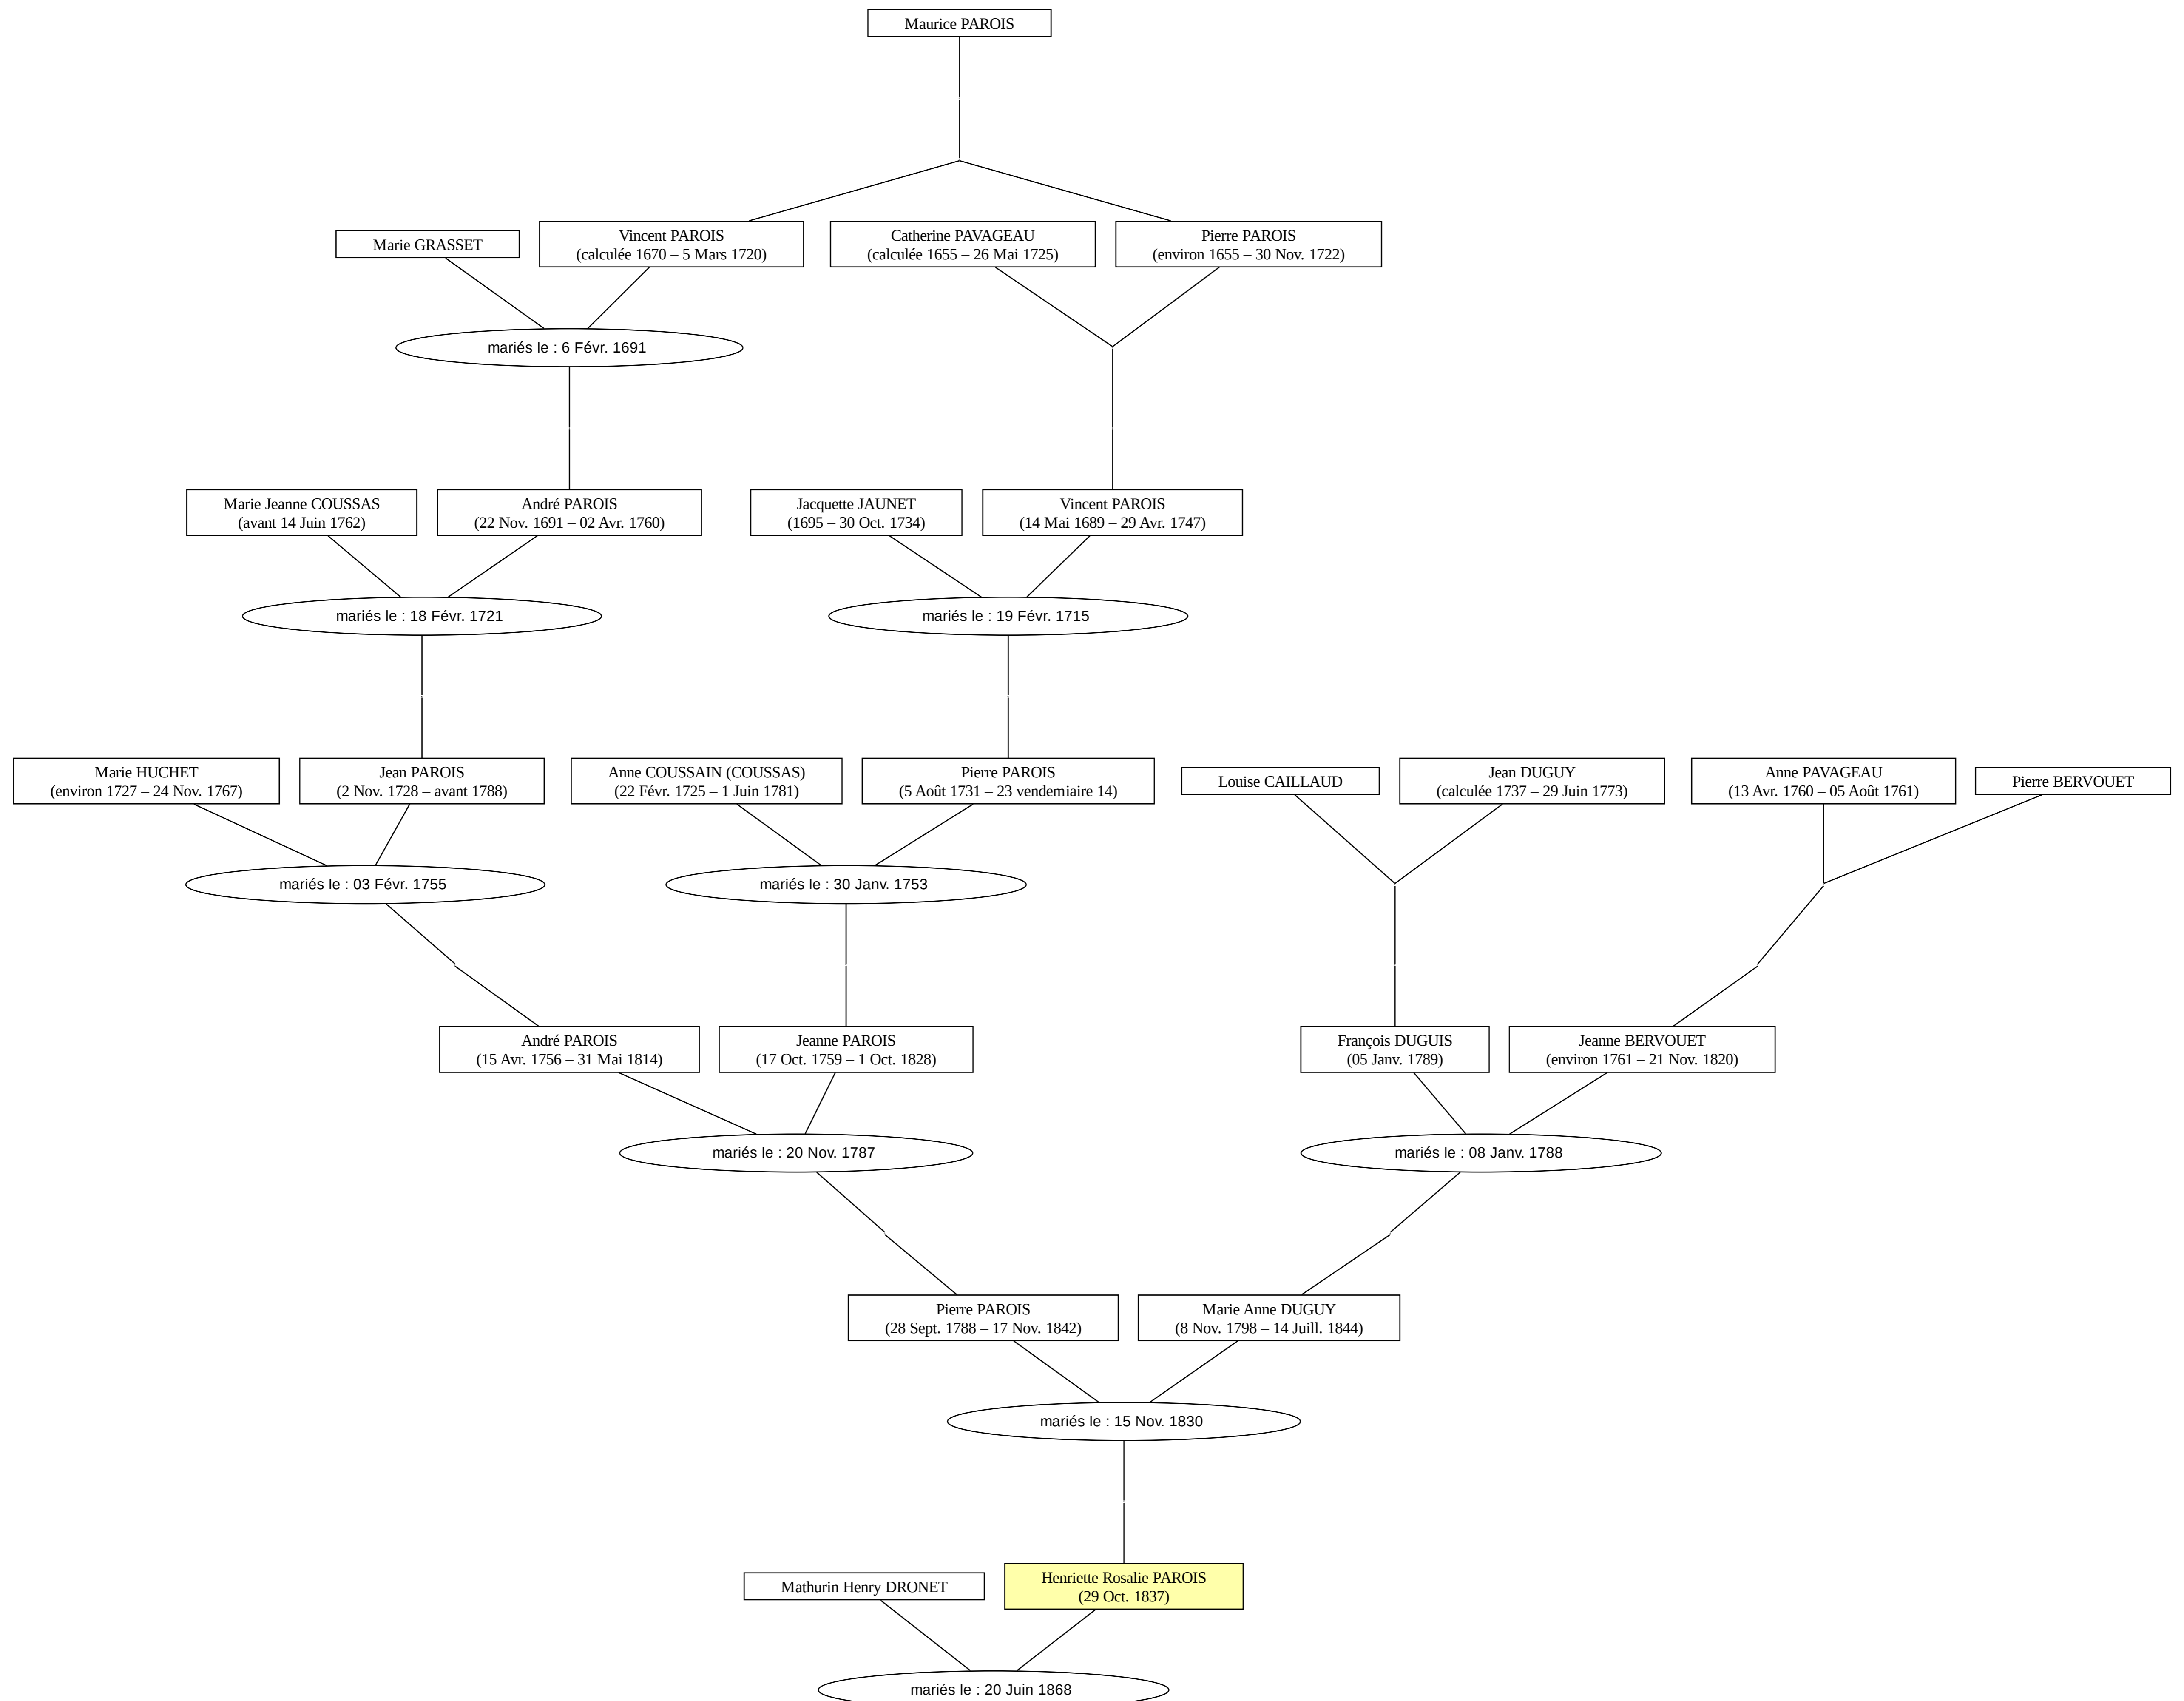 Maurice PAROIS
Marie GRASSET
Vincent PAROIS
(calculée 1670 – 5 Mars 1720)
Catherine PAVAGEAU
(calculée 1655 – 26 Mai 1725)
Pierre PAROIS
(environ 1655 – 30 Nov. 1722)
mariés le : 6 Févr. 1691
Marie Jeanne COUSSAS
(avant 14 Juin 1762)
André PAROIS
(22 Nov. 1691 – 02 Avr. 1760)
Jacquette JAUNET
(1695 – 30 Oct. 1734)
Vincent PAROIS
(14 Mai 1689 – 29 Avr. 1747)
mariés le : 18 Févr. 1721
mariés le : 19 Févr. 1715
Marie HUCHET
(environ 1727 – 24 Nov. 1767)
Jean PAROIS
(2 Nov. 1728 – avant 1788)
Anne COUSSAIN (COUSSAS)
(22 Févr. 1725 – 1 Juin 1781)
Pierre PAROIS
(5 Août 1731 – 23 vendemiaire 14)
Louise CAILLAUD
Jean DUGUY
(calculée 1737 – 29 Juin 1773)
Anne PAVAGEAU
(13 Avr. 1760 – 05 Août 1761)
Pierre BERVOUET
mariés le : 03 Févr. 1755
mariés le : 30 Janv. 1753
André PAROIS
(15 Avr. 1756 – 31 Mai 1814)
Jeanne PAROIS
(17 Oct. 1759 – 1 Oct. 1828)
François DUGUIS
(05 Janv. 1789)
Jeanne BERVOUET
(environ 1761 – 21 Nov. 1820)
mariés le : 20 Nov. 1787
mariés le : 08 Janv. 1788
Pierre PAROIS
(28 Sept. 1788 – 17 Nov. 1842)
Marie Anne DUGUY
(8 Nov. 1798 – 14 Juill. 1844)
mariés le : 15 Nov. 1830
Mathurin Henry DRONET
Henriette Rosalie PAROIS
(29 Oct. 1837)
mariés le : 20 Juin 1868